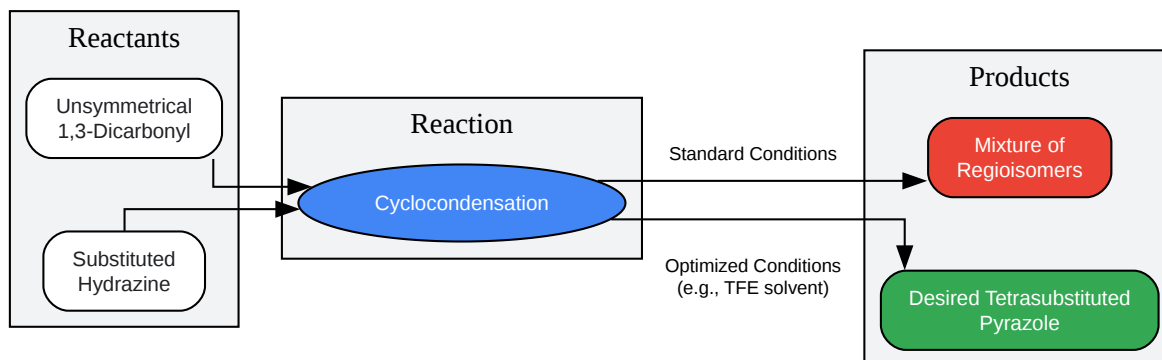 Reactants
Unsymmetrical
1,3-Dicarbonyl
Substituted
Hydrazine
Reaction
Cyclocondensation
Standard Conditions
Optimized Conditions
(e.g., TFE solvent)
Products
Mixture of
Regioisomers
Desired Tetrasubstituted
Pyrazole